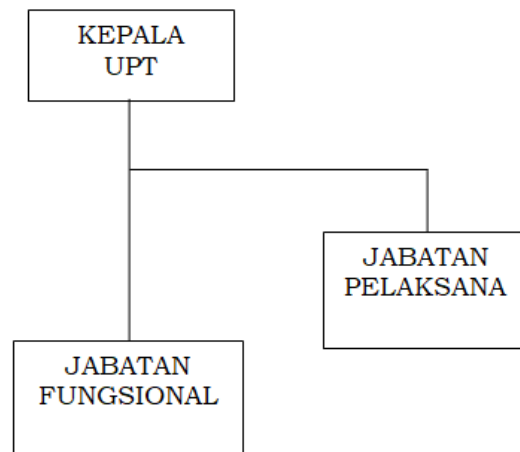 KEPALA
UPT
JABATAN
PELAKSANA
JABATAN
FUNGSIONAL